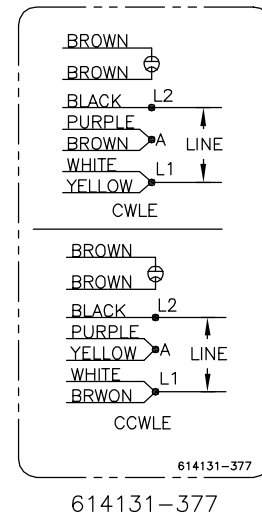 BROWN
BROWN
BLACK L2
PURPLE
BROWN A LINE
WHITE L1
YELLOW
CWLE
BROWN
BROWN
BLACK L2
PURPLE
YELLOW A LINE
WHITE L1
BRWON
CCWLE
614131-377
614131-377